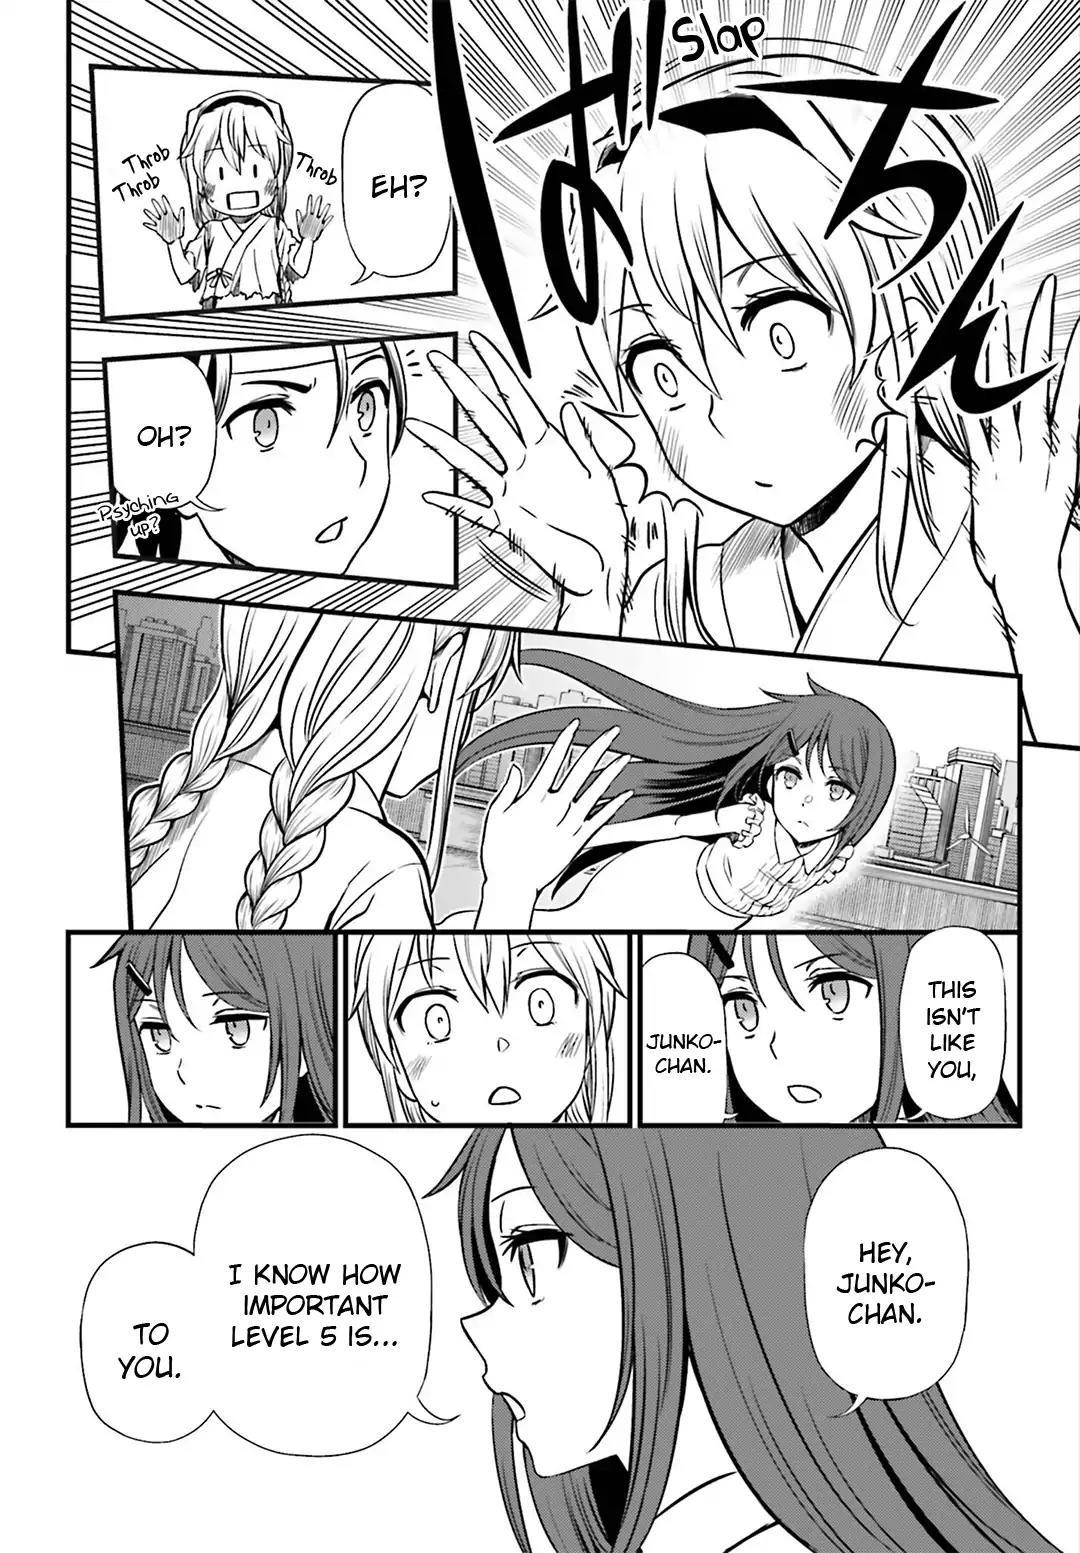 Slap
ばちん
EH?
Throb
Throb
Throb
OH?
Psyching
up?
THIS
ISN'T
LIKE
YOU,
JUNKO-
CHAN.
HEY,
JUNKO-
CHAN.
I KNOW HOW
IMPORTANT
LEVEL 5 IS...
TO
YOU.